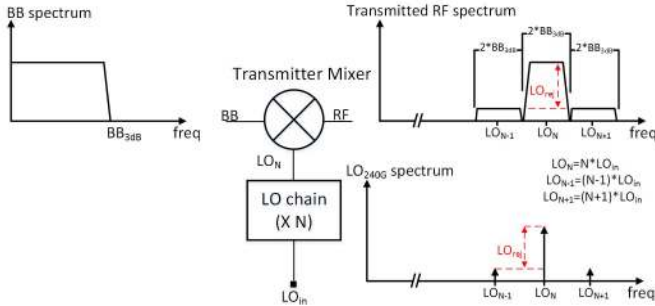 BB spectrum
BB3dB
freq
Transmitter Mixer
BB
RF
LON
LO chain
(X N)
LOin
Transmitted RF spectrum
2*BB3dB
2*BB3dB
2*BB3dB
LOrej
LON-1
LON
LON+1
freq
LON=N*LOin
LON-1=(N-1)*LOin
LON+1=(N+1)*LOin
LO240G spectrum
LOrej
LON-1
LON
LON+1
freq